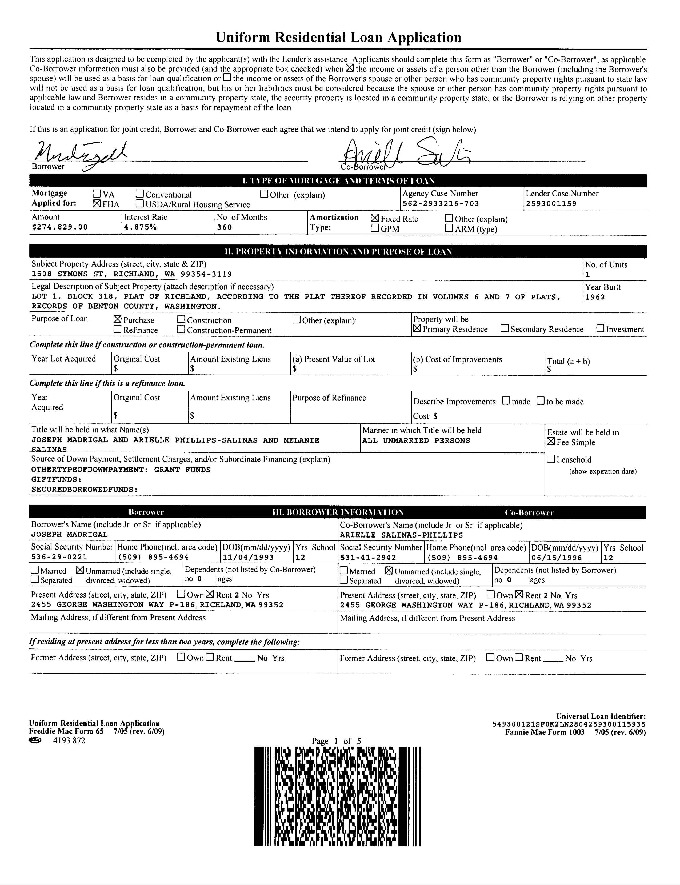 Uniform Residential Loan Application
This application is designed to be completed by the applicant(s) with the Lender's assistance. Applicants should complete this form as "Borrower" or "Co-Borrower", as applicable.
Co-Borrower information must also be provided (and the appropriate box checked) when ☒ the income or assets of a person other than the Borrower (including the Borrower's
spouse) will be used as a basis for loan qualification or ☐ the income or assets of the Borrower's spouse or other person who has community property rights pursuant to state law
will not be used as a basis for loan qualification, but his or her liabilities must be considered because the spouse or other person has community property rights pursuant to
applicable law and Borrower resides in a community property state, the security property is located in a community property state, or the Borrower is relying on other property
located in a community property state as a basis for repayment of the loan.
If this is an application for joint credit, Borrower and Co-Borrower each agree that we intend to apply for joint credit (sign below)
Borrower Co-Borrower
I. TYPE OF MORTGAGE AND TERMS OF LOAN
Mortgage ☐ VA ☐ Conventional ☐ Other (explain) Agency Case Number Lender Case Number
Applied for: ☒ FHA ☐ USDA/Rural Housing Service 562-2933215-703 2593001159
Amount Interest Rate No. of Months Amortization ☒ Fixed Rate ☐ Other (explain)
$274,829.00 4.875% 360 Type: ☐ GPM ☐ ARM (type)
II. PROPERTY INFORMATION AND PURPOSE OF LOAN
Subject Property Address (street, city, state & ZIP) No. of Units
1508 SYMONS ST, RICHLAND, WA 99354-3119 1
Legal Description of Subject Property (attach description if necessary) Year Built
LOT 1, BLOCK 318, PLAT OF RICHLAND, ACCORDING TO THE PLAT THEREOF RECORDED IN VOLUMES 6 AND 7 OF PLATS, 1962
RECORDS OF BENTON COUNTY, WASHINGTON.
Purpose of Loan ☒ Purchase ☐ Construction ☐ Other (explain) Property will be
☐ Refinance ☐ Construction-Permanent ☒ Primary Residence ☐ Secondary Residence ☐ Investment
Complete this line if construction or construction-permanent loan.
Year Lot Acquired Original Cost Amount Existing Liens (a) Present Value of Lot (b) Cost of Improvements Total (a + b)
$ $ $ $ $
Complete this line if this is a refinance loan.
Year Original Cost Amount Existing Liens Purpose of Refinance Describe Improvements ☐ made ☐ to be made
Acquired
$ $ Cost $
Title will be held in what Name(s) Manner in which Title will be held Estate will be held in
JOSEPH MADRIGAL AND ARIELLE PHILLIPS-SALINAS AND MELANIE ALL UNMARRIED PERSONS ☒ Fee Simple
SALINAS
Source of Down Payment, Settlement Charges, and/or Subordinate Financing (explain) ☐ Leasehold
OTHERTYPEOFDOWNPAYMENT: GRANT FUNDS (show expiration date)
GIFTFUNDS:
SECUREDBORROWEDFUNDS:
Borrower III. BORROWER INFORMATION Co-Borrower
Borrower's Name (include Jr. or Sr. if applicable) Co-Borrower's Name (include Jr. or Sr. if applicable)
JOSEPH MADRIGAL ARIELLE SALINAS-PHILLIPS
Social Security Number Home Phone(incl. area code) DOB(mm/dd/yyyy) Yrs School Social Security Number Home Phone(incl. area code) DOB(mm/dd/yyyy) Yrs School
536-29-0221 (509) 895-4694 11/04/1993 12 531-41-2942 (509) 895-4694 06/15/1996 12
☐ Married ☒ Unmarried (include single, Dependents (not listed by Co-Borrower) ☐ Married ☒ Unmarried (include single, Dependents (not listed by Borrower)
☐ Separated divorced, widowed) no 0 ages ☐ Separated divorced, widowed) no 0 ages
Present Address (street, city, state, ZIP) ☐ Own ☒ Rent 2 No. Yrs Present Address (street, city, state, ZIP) ☐ Own ☒ Rent 2 No. Yrs
2455 GEORGE WASHINGTON WAY P-186, RICHLAND, WA 99352 2455 GEORGE WASHINGTON WAY P-186, RICHLAND, WA 99352
Mailing Address, if different from Present Address Mailing Address, if different from Present Address
If residing at present address for less than two years, complete the following:
Former Address (street, city, state, ZIP) ☐ Own ☐ Rent ____ No. Yrs Former Address (street, city, state, ZIP) ☐ Own ☐ Rent ____ No. Yrs
Uniform Residential Loan Application Universal Loan Identifier:
Freddie Mac Form 65 7/05 (rev. 6/09)
4193 872 Fannie Mae Form 1003 7/05 (rev. 6/09)
Page 1 of 5